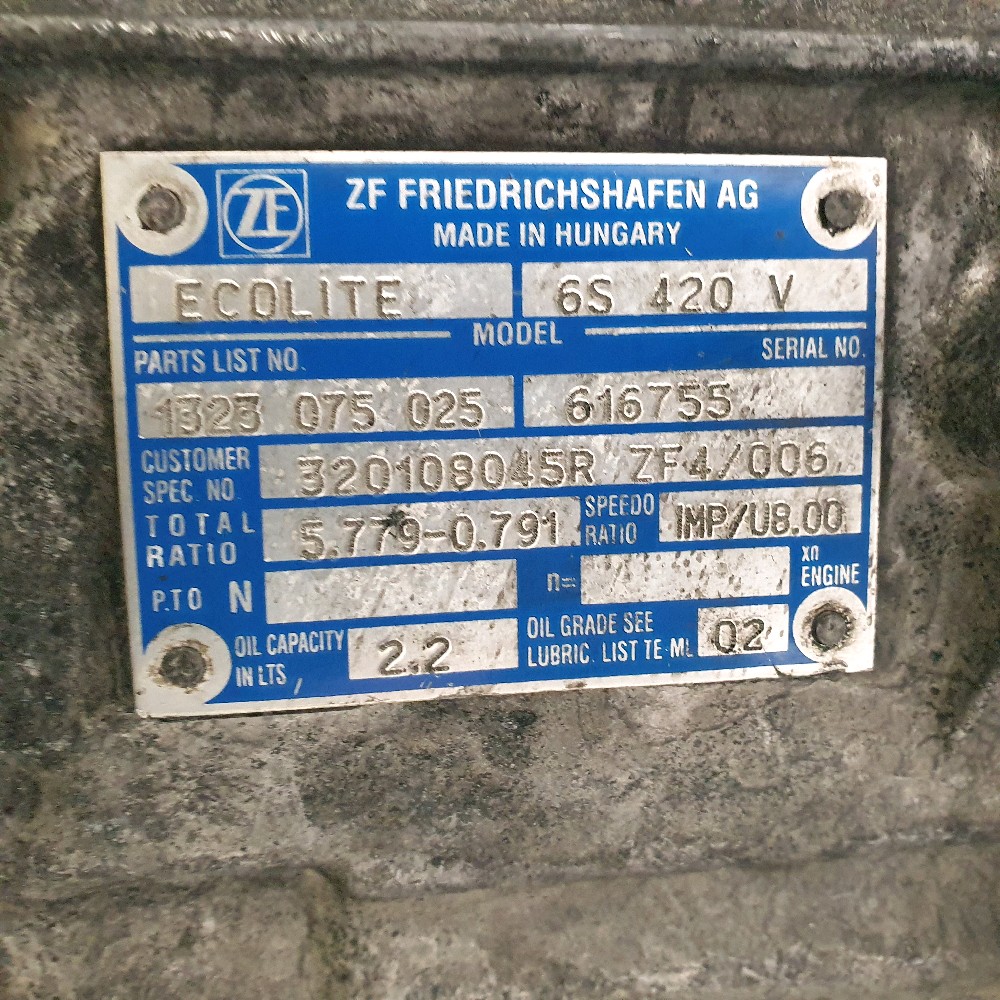 ZF
ZF FRIEDRICHSHAFEN AG
MADE IN HUNGARY
ECOLITE 6S 420 V
MODEL
PARTS LIST NO. SERIAL NO.
1323 075 025 616755
CUSTOMER SPEC. NO. 320108045R ZF4/006
TOTAL RATIO 5.779-0.791 SPEEDO RATIO IMP/U8.00
P.TO N n= xn ENGINE
OIL CAPACITY IN LTS 2.2 OIL GRADE SEE LUBRIC. LIST TE-ML 02